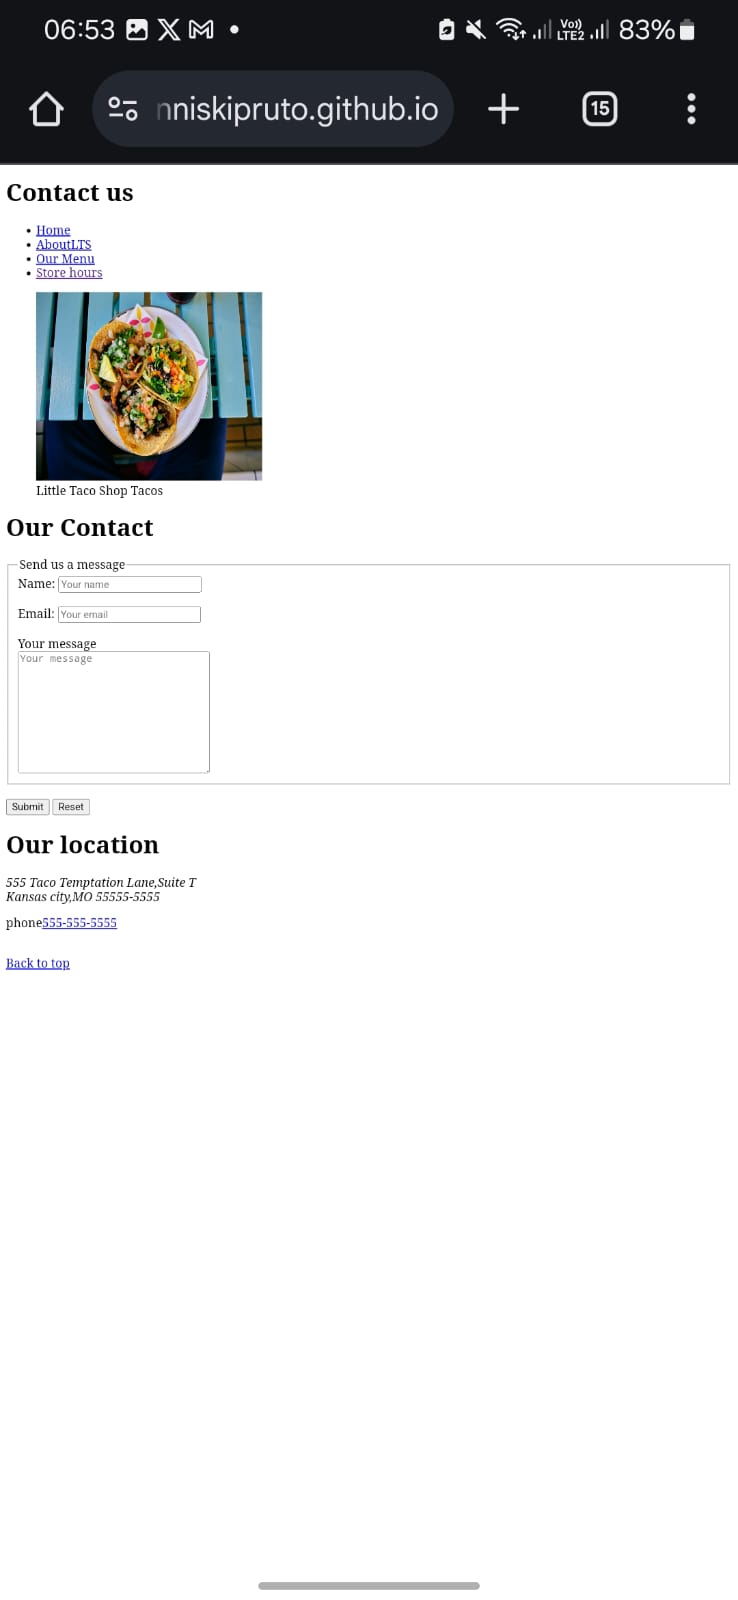 06:53
Vo))
LTE2
83%
nniskipruto.github.io
15
Contact us
Home
AboutLTS
Our Menu
Store hours
Little Taco Shop Tacos
Our Contact
Send us a message
Name: Your name
Email: Your email
Your message
Your message
Submit Reset
Our location
555 Taco Temptation Lane,Suite T
Kansas city,MO 55555-5555
phone555-555-5555
Back to top